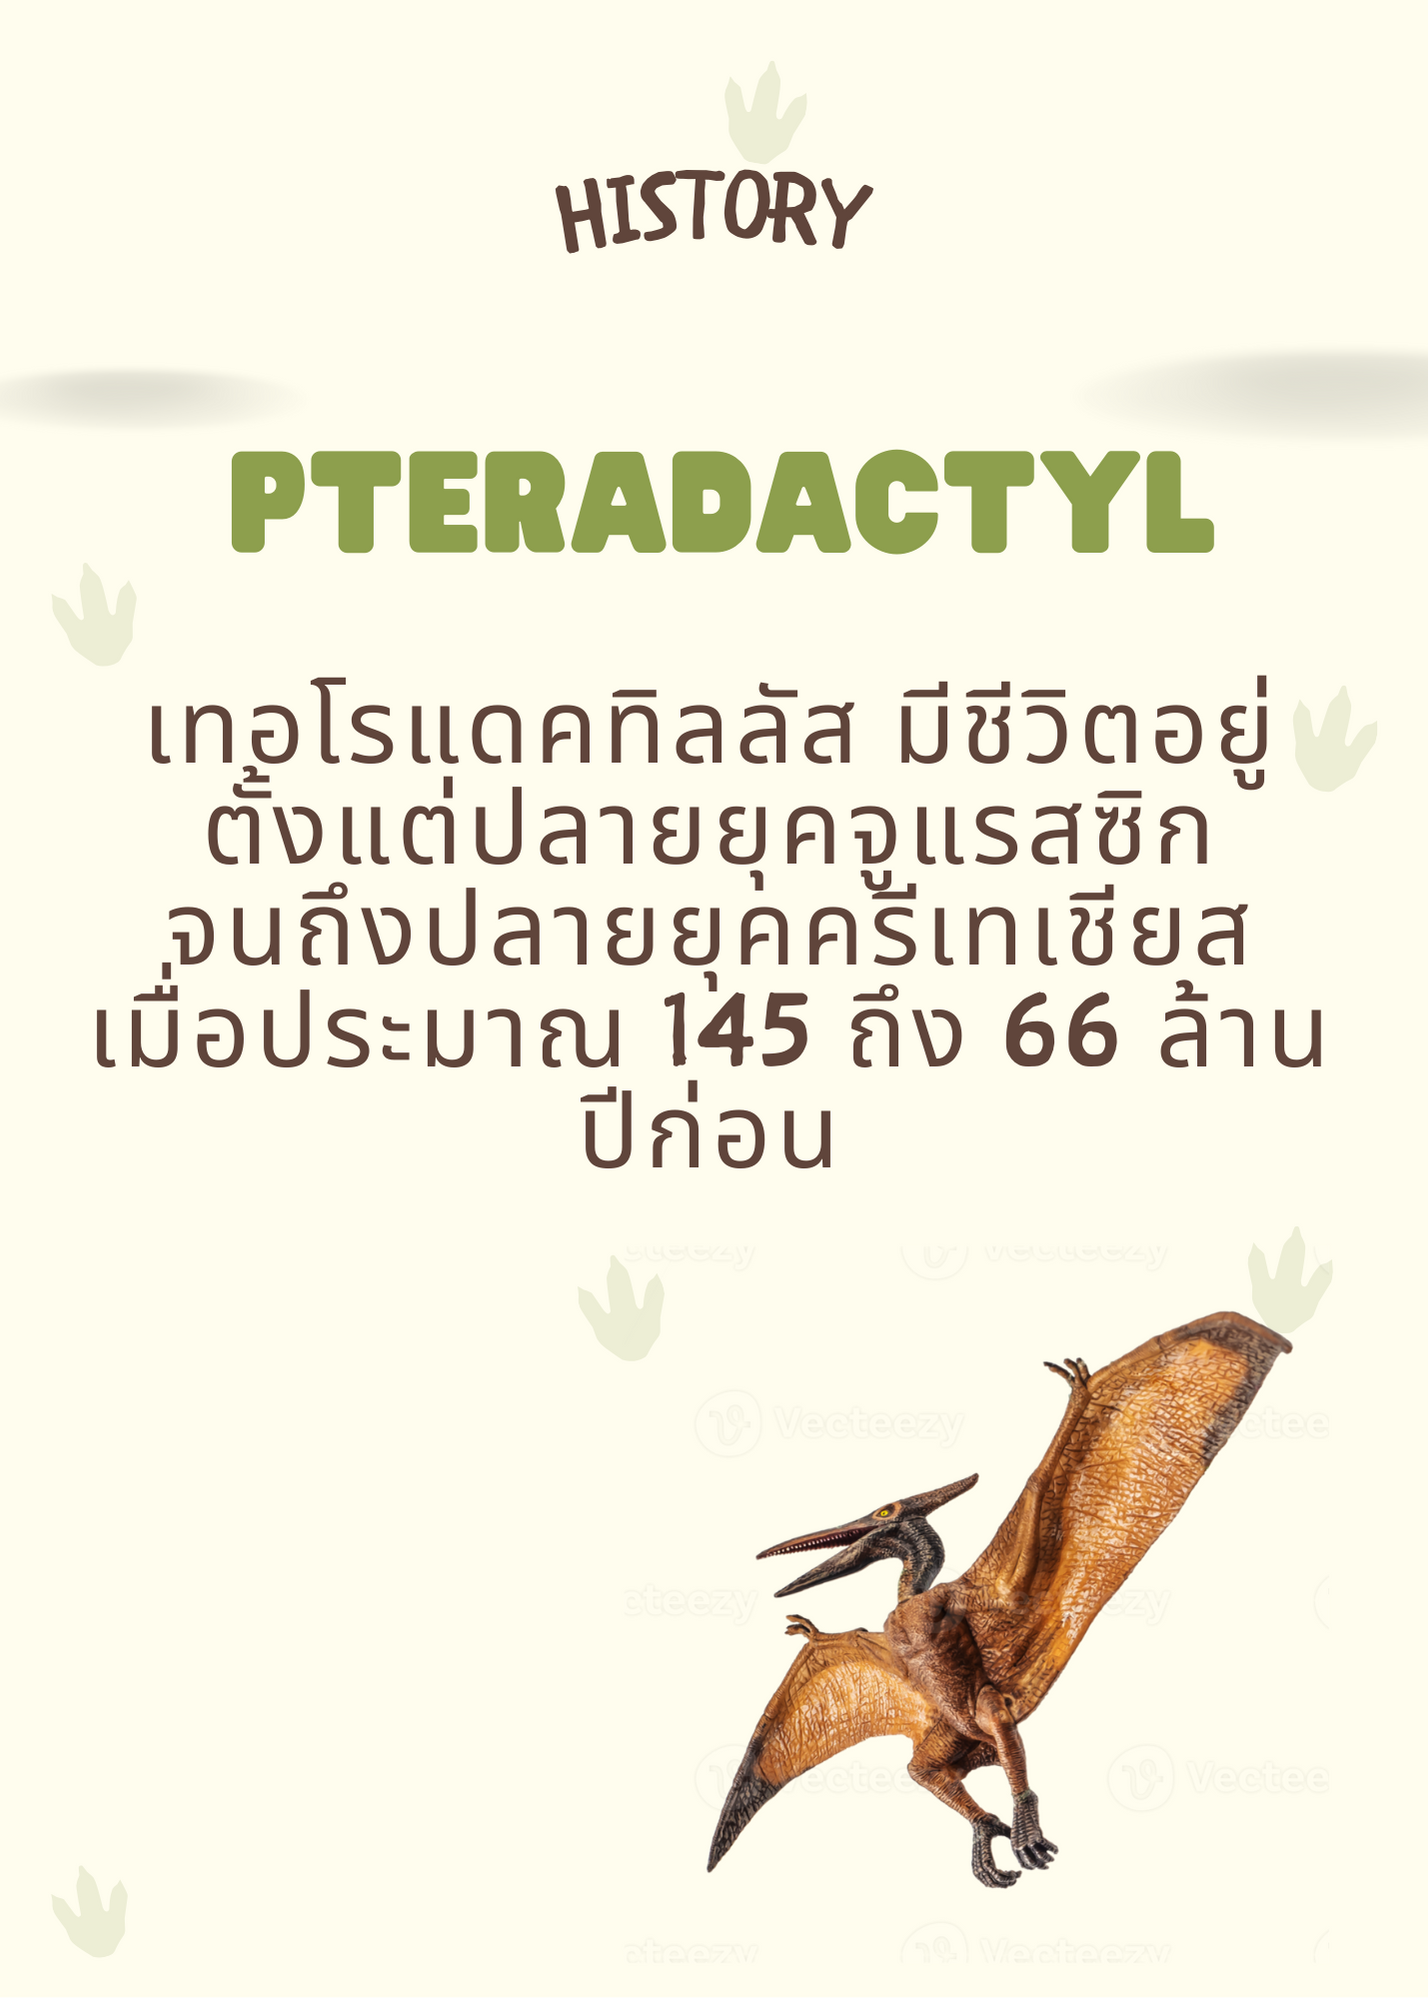 HISTORY
PTERADACTYL
เทอโรแดคทิลลัส มีชีวิตอยู่
ตั้งแต่ปลายยุคจูแรสซิก
จนถึงปลายยุคครีเทเชียส
เมื่อประมาณ 145 ถึง 66 ล้าน
ปีก่อน
Vecteezy
Vecteezy